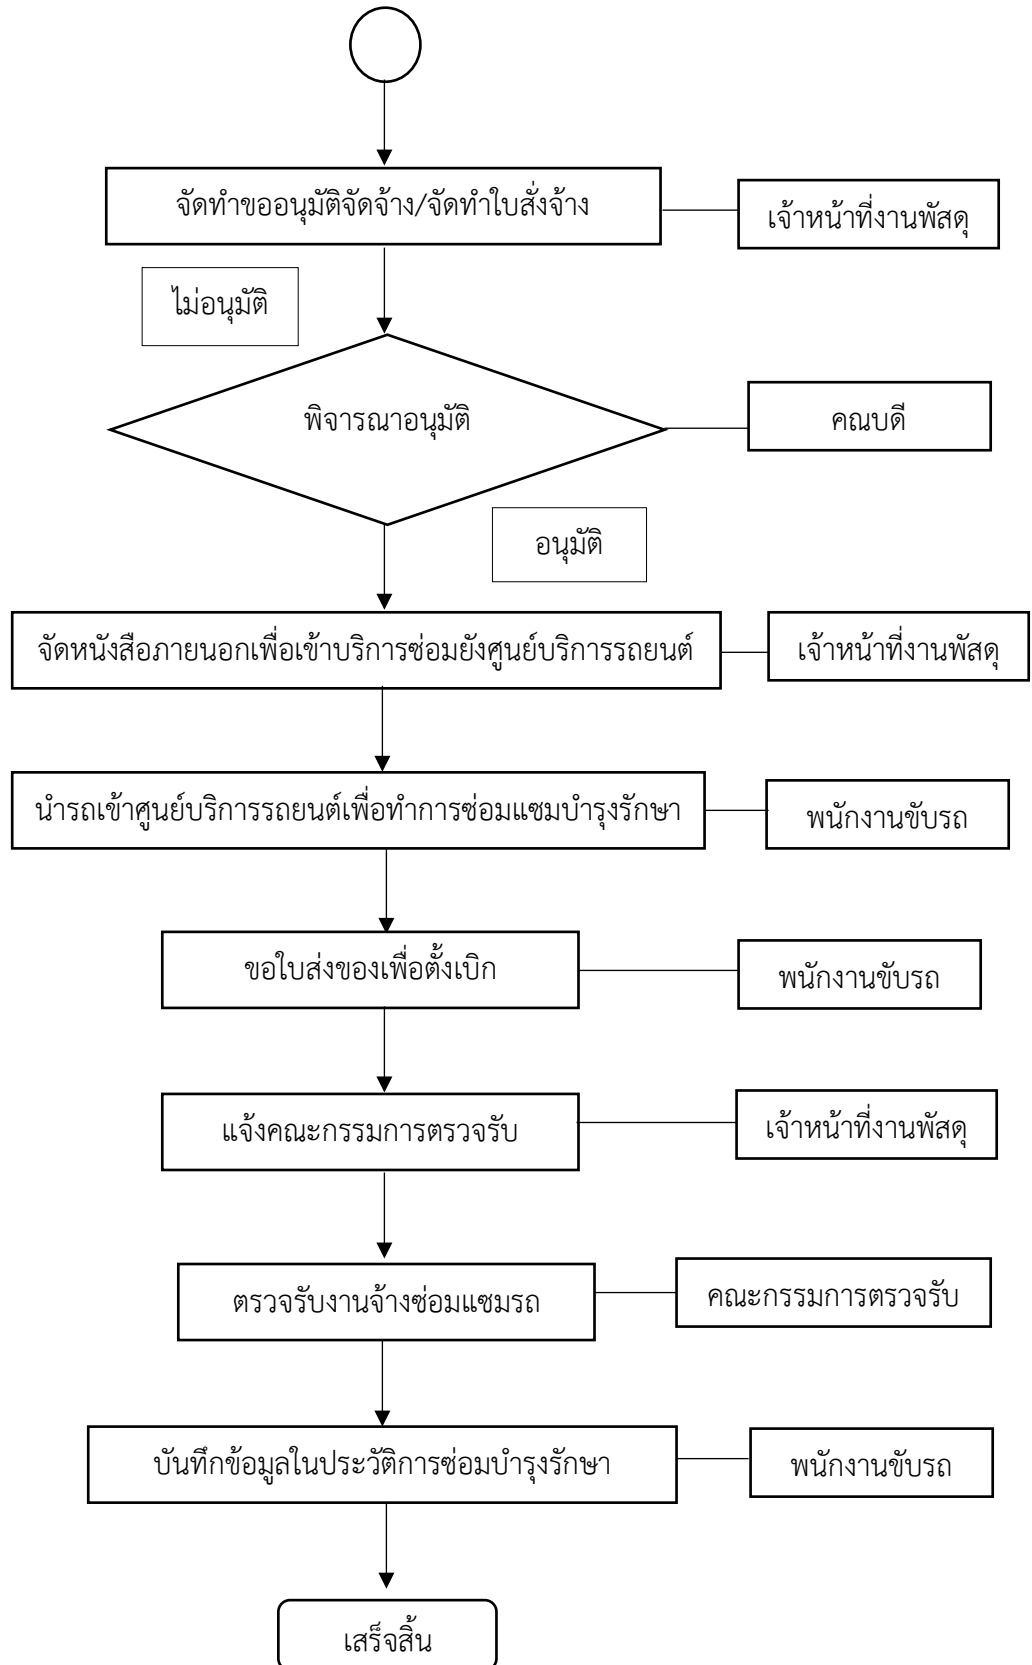 จัดทำขออนุมัติจัดจ้าง/จัดทำใบสั่งจ้าง
เจ้าหน้าที่งานพัสดุ
ไม่อนุมัติ
พิจารณาอนุมัติ
คณบดี
อนุมัติ
จัดหนังสือภายนอกเพื่อเข้าบริการซ่อมยังศูนย์บริการรถยนต์
เจ้าหน้าที่งานพัสดุ
นำรถเข้าศูนย์บริการรถยนต์เพื่อทำการซ่อมแซมบำรุงรักษา
พนักงานขับรถ
ขอใบส่งของเพื่อตั้งเบิก
พนักงานขับรถ
แจ้งคณะกรรมการตรวจรับ
เจ้าหน้าที่งานพัสดุ
ตรวจรับงานจ้างซ่อมแซมรถ
คณะกรรมการตรวจรับ
บันทึกข้อมูลในประวัติการซ่อมบำรุงรักษา
พนักงานขับรถ
เสร็จสิ้น